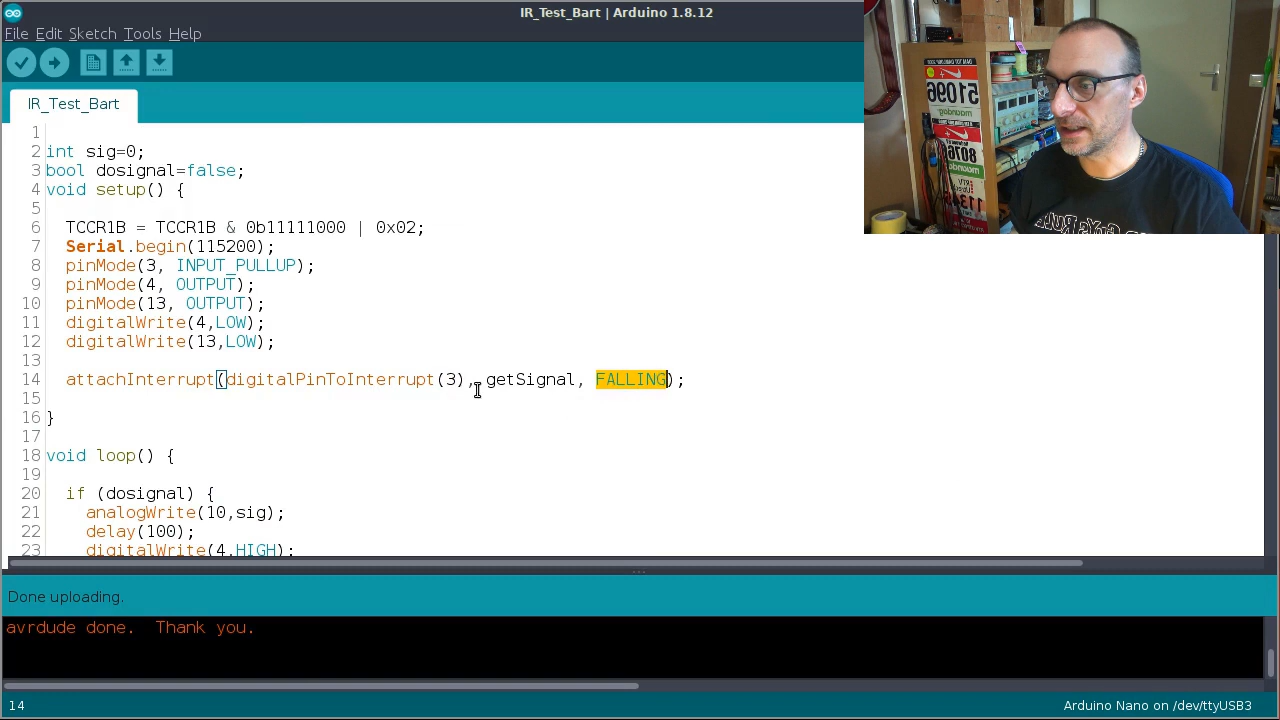 IR_Test_Bart | Arduino 1.8.12
File Edit Sketch Tools Help
IR_Test_Bart
1
2 int sig=0;
3 bool dosignal=false;
4 void setup() {
5
6 TCCR1B = TCCR1B & 0b11111000 | 0x02;
7 Serial.begin(115200);
8 pinMode(3, INPUT_PULLUP);
9 pinMode(4, OUTPUT);
10 pinMode(13, OUTPUT);
11 digitalWrite(4,LOW);
12 digitalWrite(13,LOW);
13
14 attachInterrupt(digitalPinToInterrupt(3), getSignal, FALLING);
15
16 }
17
18 void loop() {
19
20 if (dosignal) {
21 analogWrite(10,sig);
22 delay(100);
23 digitalWrite(4,HIGH);
Done uploading.
avrdude done.  Thank you.
14
Arduino Nano on /dev/ttyUSB3
51096